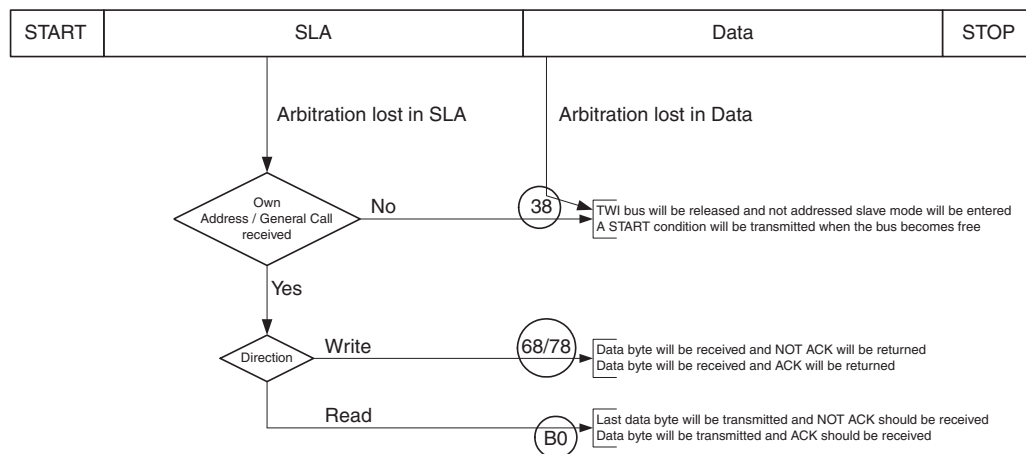 START SLA Data STOP
Arbitration lost in SLA Arbitration lost in Data
Own
Address / General Call
received
No
38
TWI bus will be released and not addressed slave mode will be entered
A START condition will be transmitted when the bus becomes free
Yes
Direction
Write
68/78
Data byte will be received and NOT ACK will be returned
Data byte will be received and ACK will be returned
Read
B0
Last data byte will be transmitted and NOT ACK should be received
Data byte will be transmitted and ACK should be received